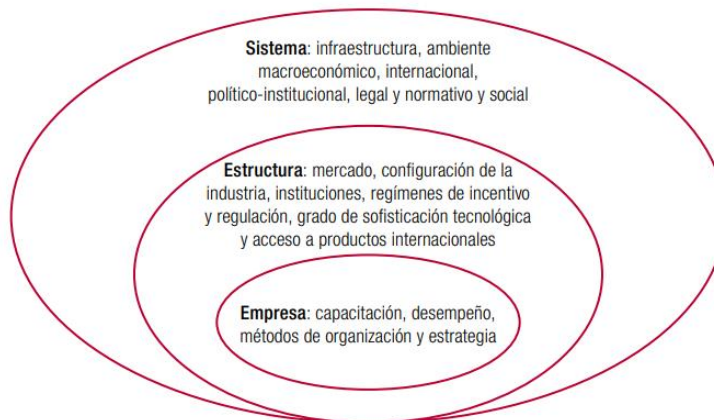 Sistema: infraestructura, ambiente
macroeconómico, internacional,
político-institucional, legal y normativo y social
Estructura: mercado, configuración de la
industria, instituciones, regímenes de incentivo
y regulación, grado de sofisticación tecnológica
y acceso a productos internacionales
Empresa: capacitación, desempeño,
métodos de organización y estrategia